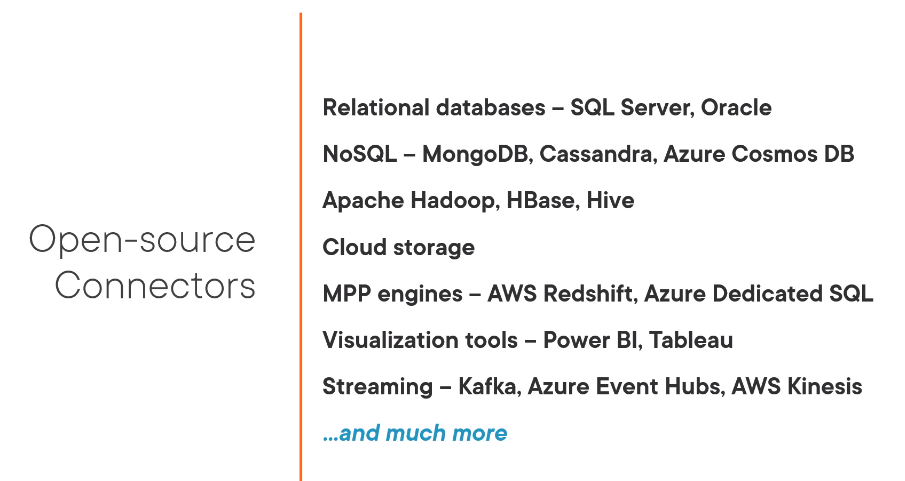 Open-source
Connectors
Relational databases – SQL Server, Oracle
NoSQL – MongoDB, Cassandra, Azure Cosmos DB
Apache Hadoop, HBase, Hive
Cloud storage
MPP engines – AWS Redshift, Azure Dedicated SQL
Visualization tools – Power BI, Tableau
Streaming – Kafka, Azure Event Hubs, AWS Kinesis
...and much more